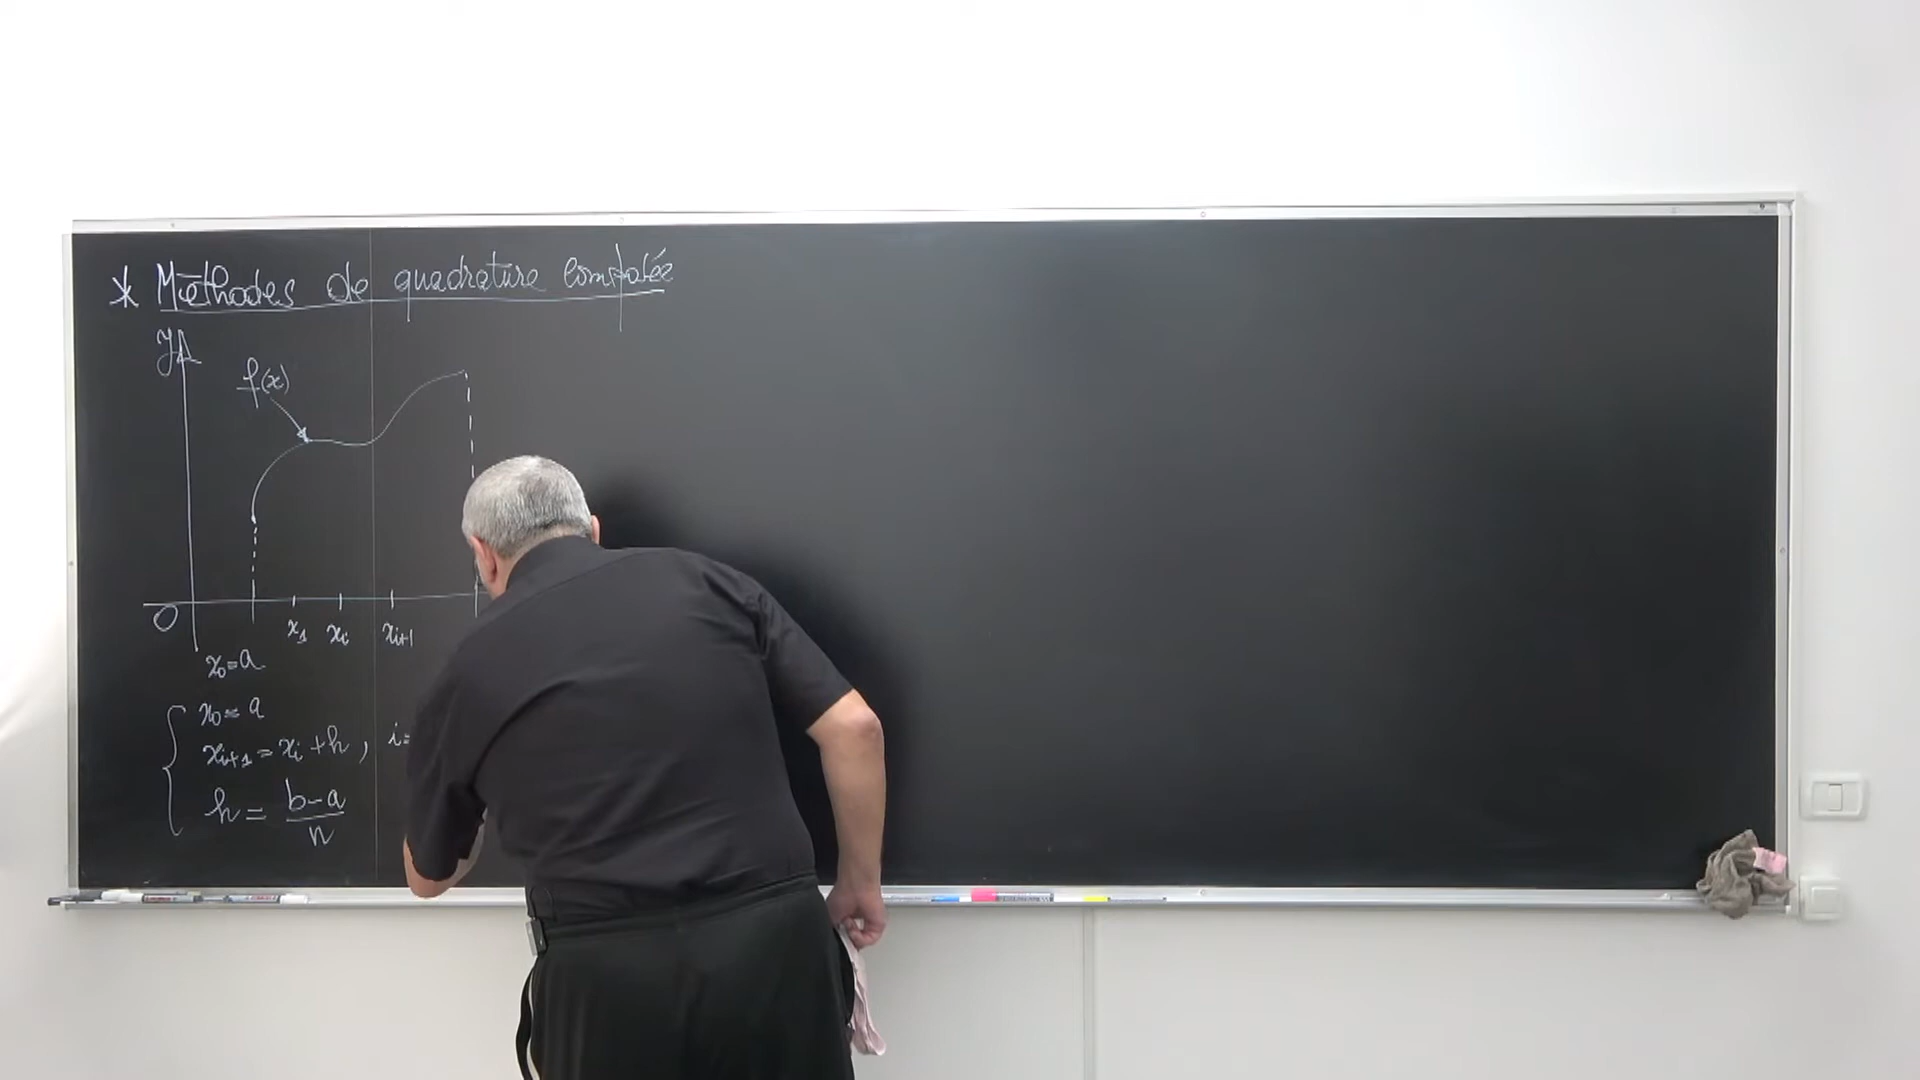 * Méthodes de quadrature composée
y
f(x)
O
x₁ xᵢ xᵢ₊₁
x₀=a
x₀=a
xᵢ₊₁=xᵢ+h, i=
h = (b-a)/n